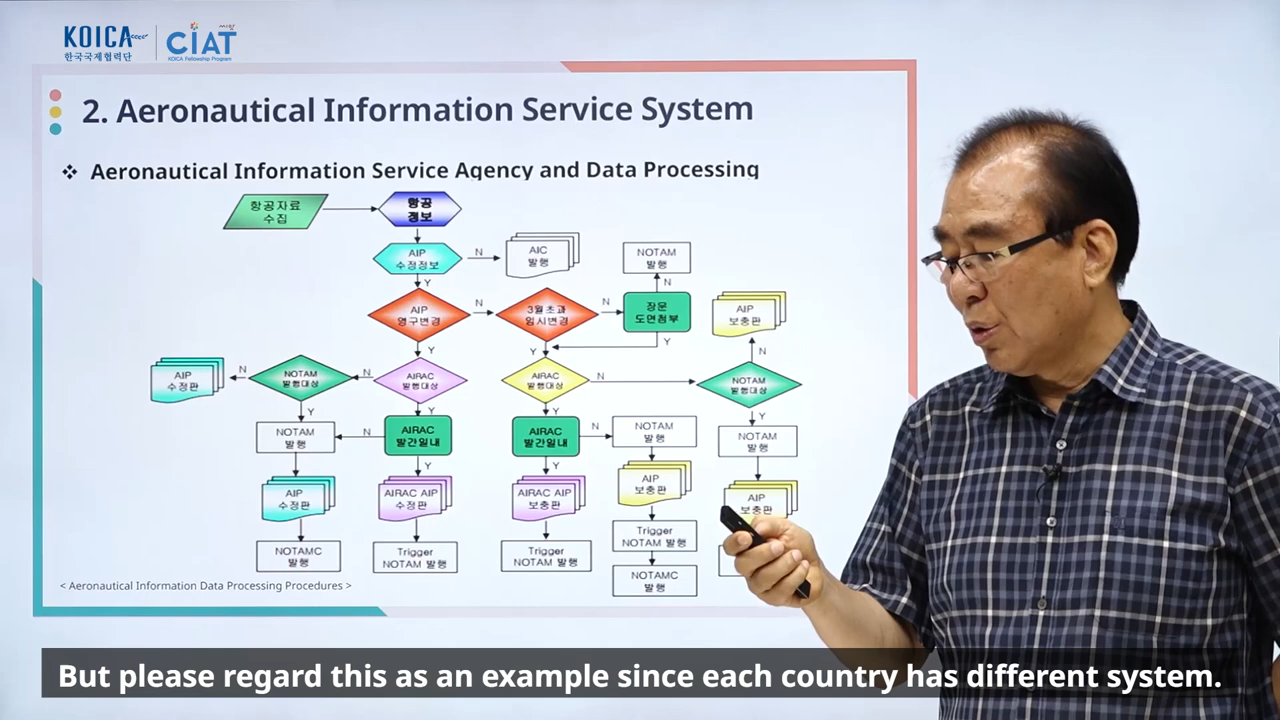 KOICA
한국국제협력단
씨앗
CIAT
KOICA Fellowship Program
2. Aeronautical Information Service System
❖ Aeronautical Information Service Agency and Data Processing
항공자료
수집
항공
정보
AIP
수정정보
N
AIC
발행
NOTAM
발행
Y
N
AIP
영구변경
N
3월초과
임시변경
N
장문
도면첨부
AIP
보충판
Y
Y
Y
N
AIP
수정판
N
NOTAM
발행대상
N
AIRAC
발행대상
AIRAC
발행대상
N
NOTAM
발행대상
Y
Y
Y
Y
NOTAM
발행
N
AIRAC
발간일내
AIRAC
발간일내
N
NOTAM
발행
NOTAM
발행
Y
Y
AIP
수정판
AIRAC AIP
수정판
AIRAC AIP
보충판
AIP
보충판
AIP
보충판
NOTAMC
발행
Trigger
NOTAM 발행
Trigger
NOTAM 발행
Trigger
NOTAM 발행
NOTAMC
발행
< Aeronautical Information Data Processing Procedures >
But please regard this as an example since each country has different system.